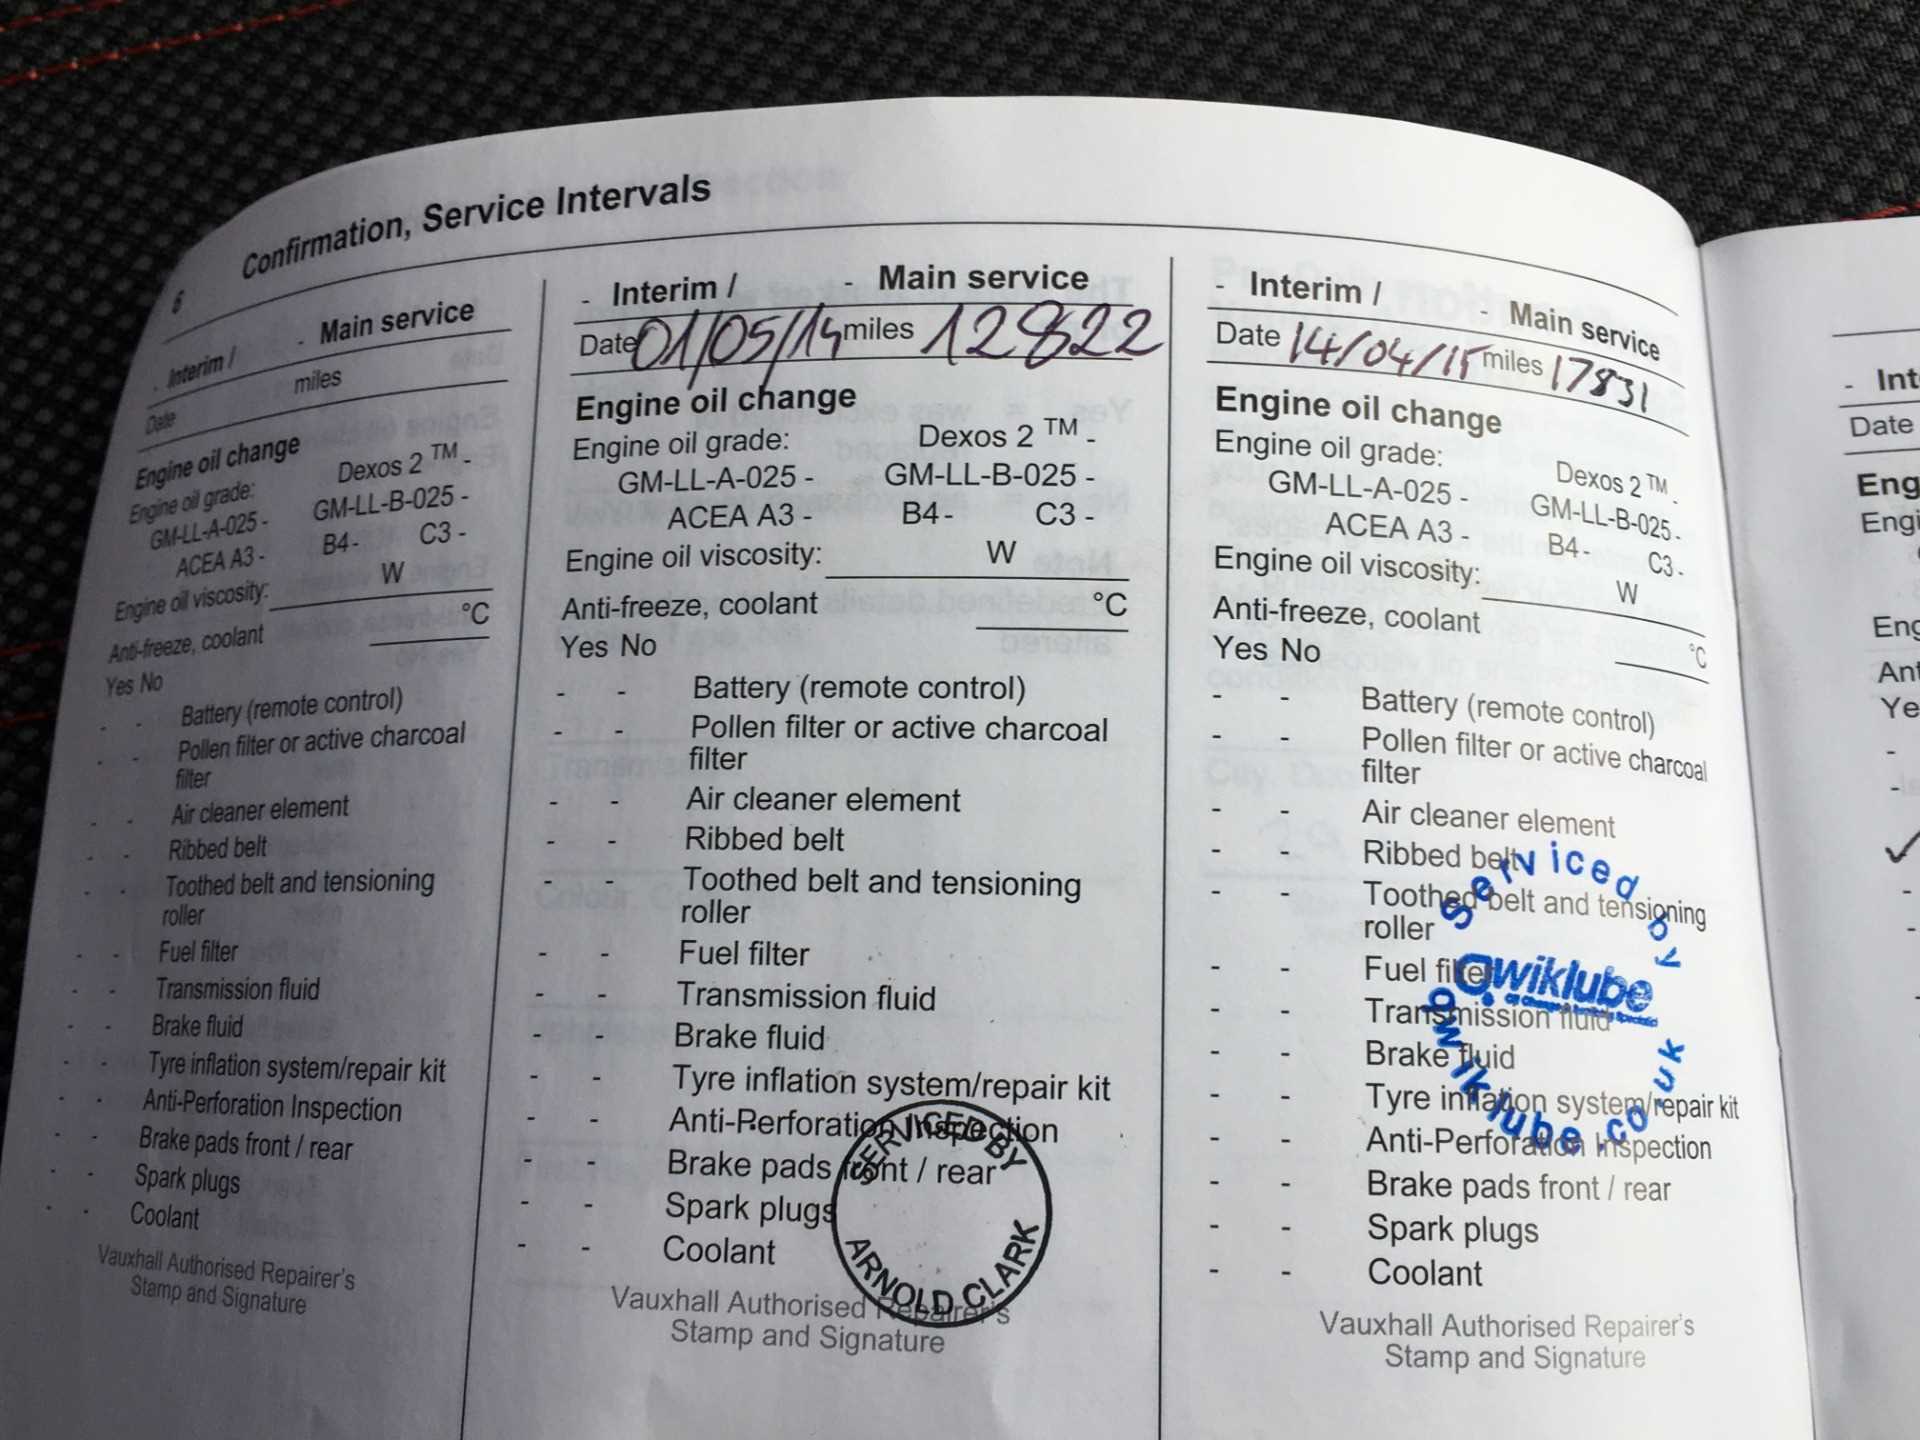 6 Confirmation, Service Intervals
- Interim / - Main service
Date miles
Engine oil change
Engine oil grade: Dexos 2 TM -
GM-LL-A-025 - GM-LL-B-025 -
ACEA A3 - B4 - C3 -
Engine oil viscosity: W
Anti-freeze, coolant °C
Yes No
- - Battery (remote control)
- - Pollen filter or active charcoal
filter
- - Air cleaner element
- - Ribbed belt
- - Toothed belt and tensioning
roller
- - Fuel filter
- - Transmission fluid
- - Brake fluid
- - Tyre inflation system/repair kit
- - Anti-Perforation Inspection
- - Brake pads front / rear
- - Spark plugs
- - Coolant
Vauxhall Authorised Repairer's
Stamp and Signature
- Interim / - Main service
Date 01/05/14 miles 12822
Engine oil change
Engine oil grade: Dexos 2 TM -
GM-LL-A-025 - GM-LL-B-025 -
ACEA A3 - B4 - C3 -
Engine oil viscosity: W
Anti-freeze, coolant °C
Yes No
- - Battery (remote control)
- - Pollen filter or active charcoal
filter
- - Air cleaner element
- - Ribbed belt
- - Toothed belt and tensioning
roller
- - Fuel filter
- - Transmission fluid
- - Brake fluid
- - Tyre inflation system/repair kit
- - Anti-Perforation Inspection
- - Brake pads front / rear
- - Spark plugs
- - Coolant
SERVICED BY
ARNOLD CLARK
Vauxhall Authorised Repairer's
Stamp and Signature
- Interim / - Main service
Date 14/04/15 miles 17831
Engine oil change
Engine oil grade: Dexos 2 TM -
GM-LL-A-025 - GM-LL-B-025 -
ACEA A3 - B4 - C3 -
Engine oil viscosity: W
Anti-freeze, coolant °C
Yes No
- - Battery (remote control)
- - Pollen filter or active charcoal
filter
- - Air cleaner element
- - Ribbed belt
- - Toothed belt and tensioning
roller
- - Fuel filter
- - Transmission fluid
- - Brake fluid
- - Tyre inflation system/repair kit
- - Anti-Perforation Inspection
- - Brake pads front / rear
- - Spark plugs
- - Coolant
Serviced by
Qwiklube
qwiklube.co.uk
Vauxhall Authorised Repairer's
Stamp and Signature
- Int
Date
Eng
Engi
Eng
Ant
Ye